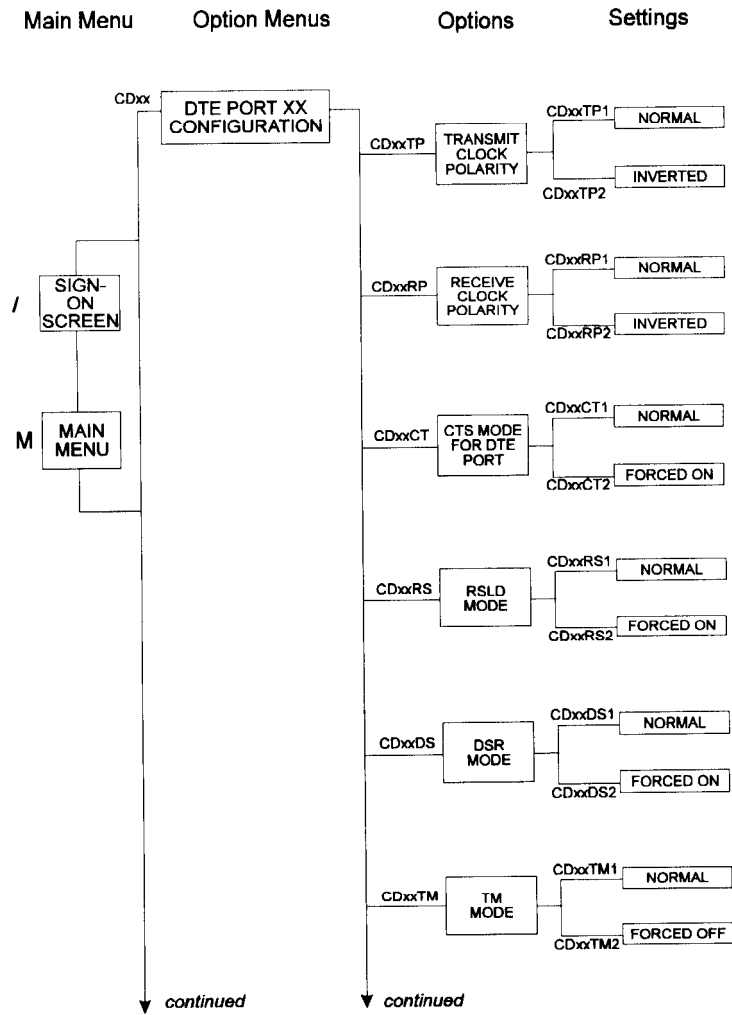 Main Menu
Option Menus
Options
Settings
CDxx
DTE PORT XX
CONFIGURATION
CDxxTP
TRANSMIT
CLOCK
POLARITY
CDxxTP1
NORMAL
CDxxTP2
INVERTED
/
SIGN-
ON
SCREEN
CDxxRP
RECEIVE
CLOCK
POLARITY
CDxxRP1
NORMAL
CDxxRP2
INVERTED
M
MAIN
MENU
CDxxCT
CTS MODE
FOR DTE
PORT
CDxxCT1
NORMAL
CDxxCT2
FORCED ON
CDxxRS
RSLD
MODE
CDxxRS1
NORMAL
CDxxRS2
FORCED ON
CDxxDS
DSR
MODE
CDxxDS1
NORMAL
CDxxDS2
FORCED ON
CDxxTM
TM
MODE
CDxxTM1
NORMAL
CDxxTM2
FORCED OFF
continued
continued